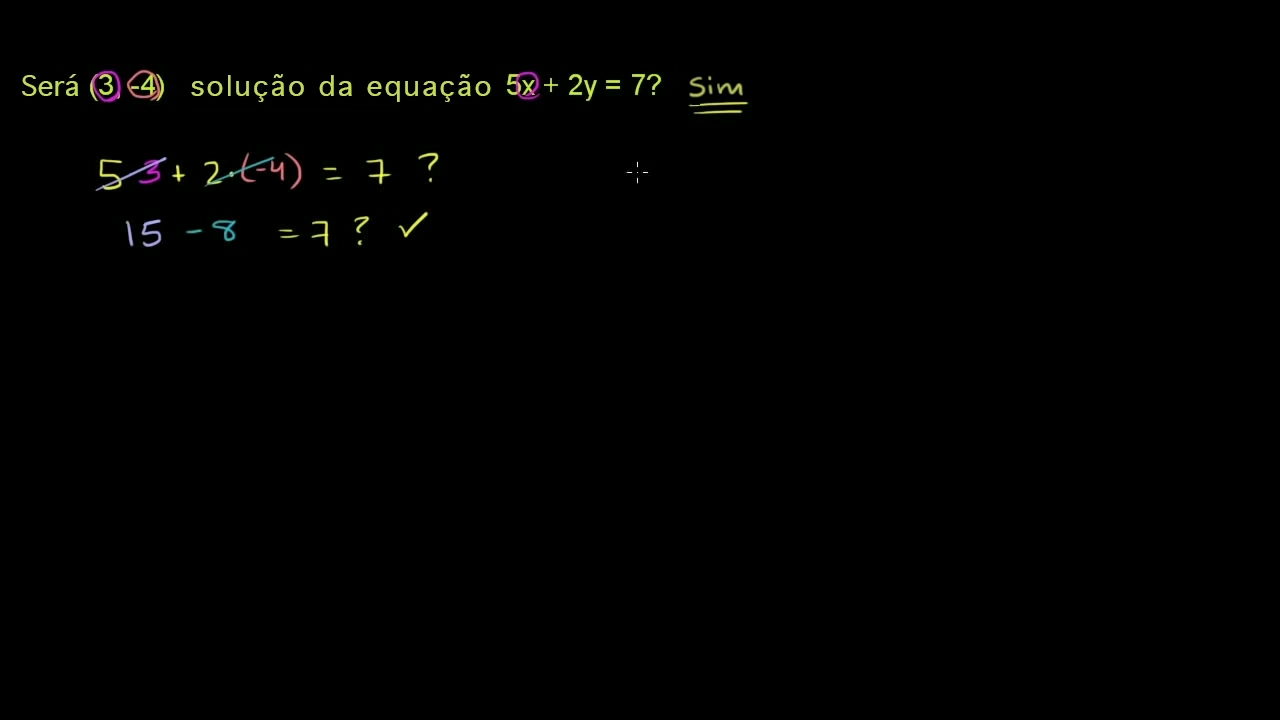 Será (3, -4) solução da equação 5x + 2y = 7? Sim
5 · 3 + 2 · (-4) = 7 ?
15 - 8 = 7 ? ✓